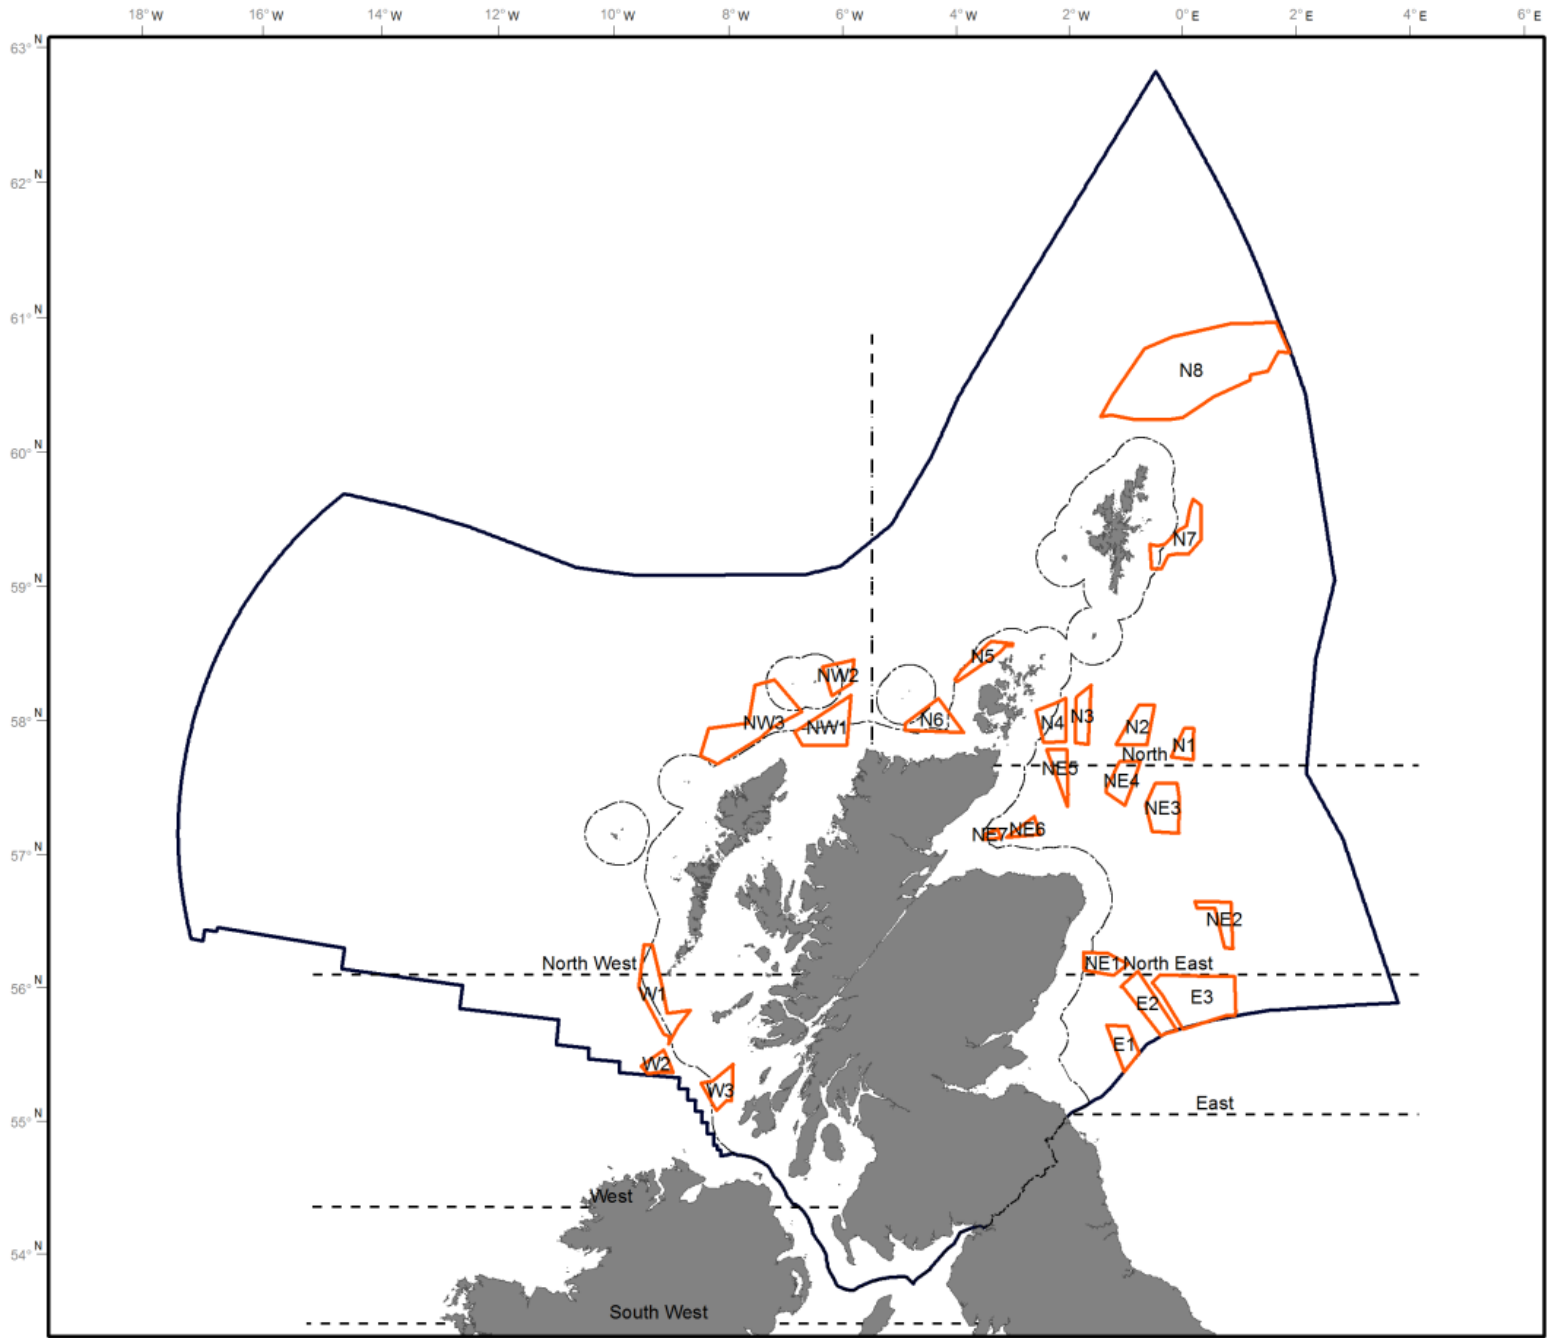 18° W 16° W 14° W 12° W 10° W 8° W 6° W 4° W 2° W 0° E 2° E 4° E 6° E
63° N
62° N
61° N
N8
60° N
N7
59° N
N5
NW2
N6
58° N
NW3
NW1
N4
N3
N2
N1
North
NE5
NE4
NE3
57° N
NE7
NE6
NE2
North West
NE1
North East
56° N
W1
E2
E3
E1
W2
W3
55° N
East
West
54° N
South West